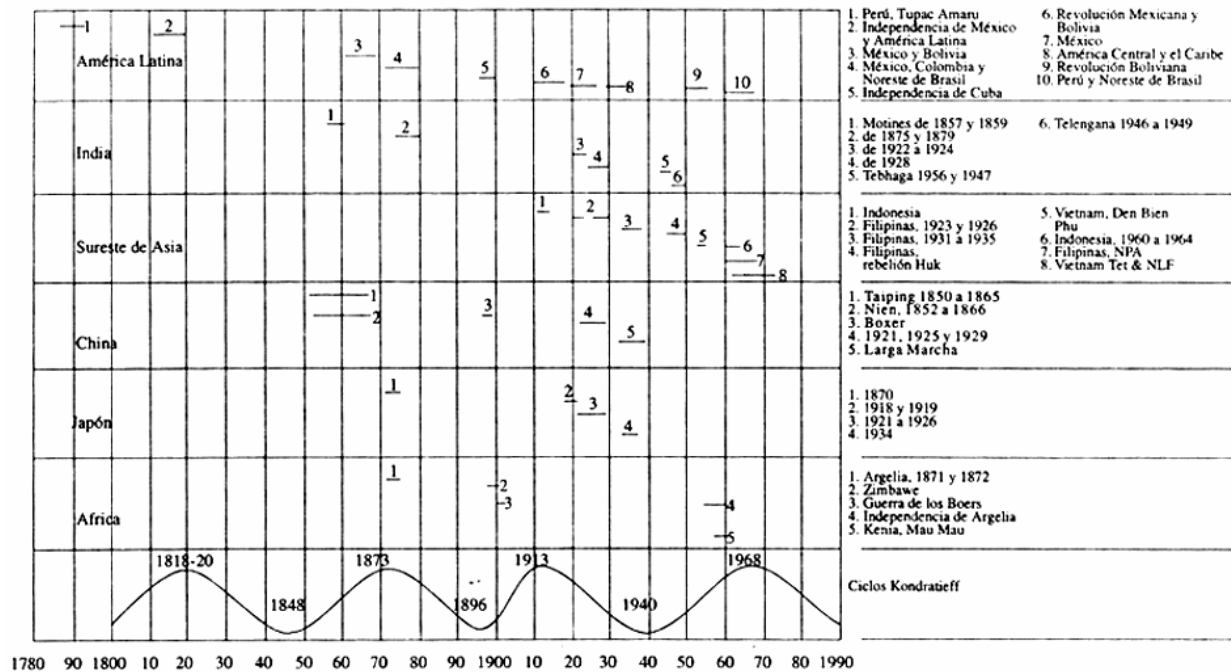 América Latina
1
2
3
4
5
6
7
8
9
10
1. Perú, Tupac Amaru
2. Independencia de México
y América Latina
3. México y Bolivia
4. México, Colombia y
Noreste de Brasil
5. Independencia de Cuba
6. Revolución Mexicana y
Bolivia
7. México
8. América Central y el Caribe
9. Revolución Boliviana
10. Perú y Noreste de Brasil
India
1
2
3
4
5
6
1. Motines de 1857 y 1859
2. de 1875 y 1879
3. de 1922 a 1924
4. de 1928
5. Tebhaga 1956 y 1947
6. Telengana 1946 a 1949
Sureste de Asia
1
2
3
4
5
6
7
8
1. Indonesia
2. Filipinas, 1923 y 1926
3. Filipinas, 1931 a 1935
4. Filipinas,
rebelión Huk
5. Vietnam, Den Bien
Phu
6. Indonesia, 1960 a 1964
7. Filipinas, NPA
8. Vietnam Tet & NLF
China
1
2
3
4
5
1. Taiping 1850 a 1865
2. Nien, 1852 a 1866
3. Boxer
4. 1921, 1925 y 1929
5. Larga Marcha
Japón
1
2
3
4
1. 1870
2. 1918 y 1919
3. 1921 a 1926
4. 1934
Africa
1
2
3
4
5
1. Argelia, 1871 y 1872
2. Zimbawe
3. Guerra de los Boers
4. Independencia de Argelia
5. Kenia, Mau Mau
1818-20
1848
1873
1896
1913
1940
1968
Ciclos Kondratieff
1780 90 1800 10 20 30 40 50 60 70 80 90 1900 10 20 30 40 50 60 70 80 1990